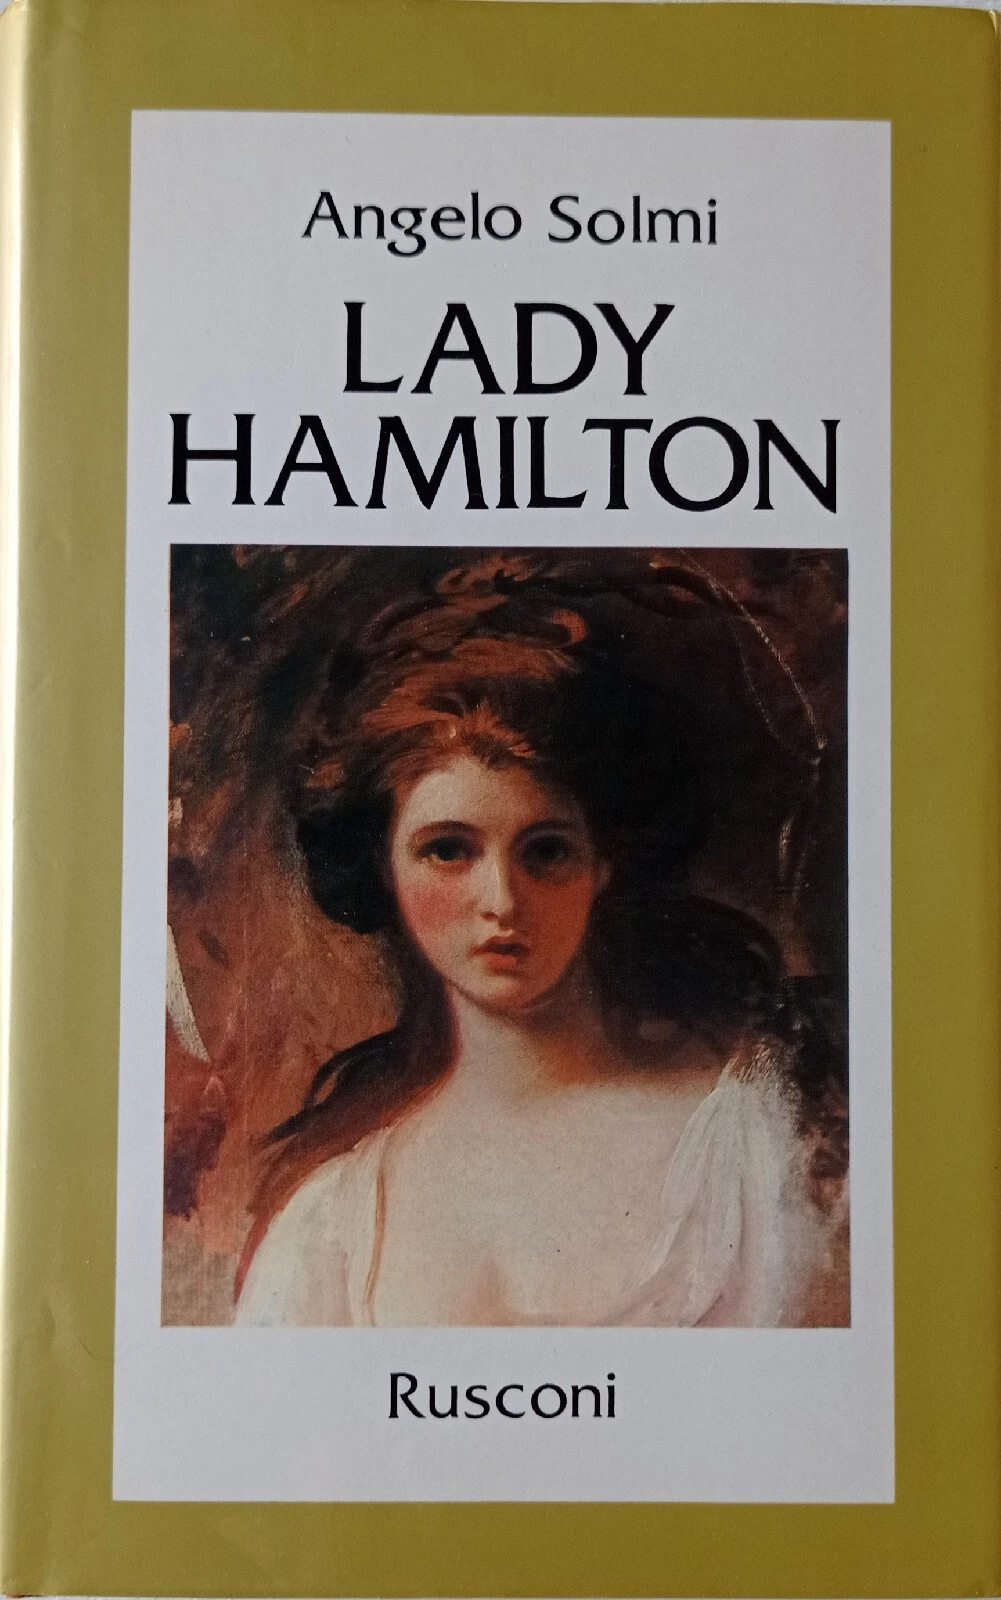 Angelo Solmi
LADY
HAMILTON
Rusconi